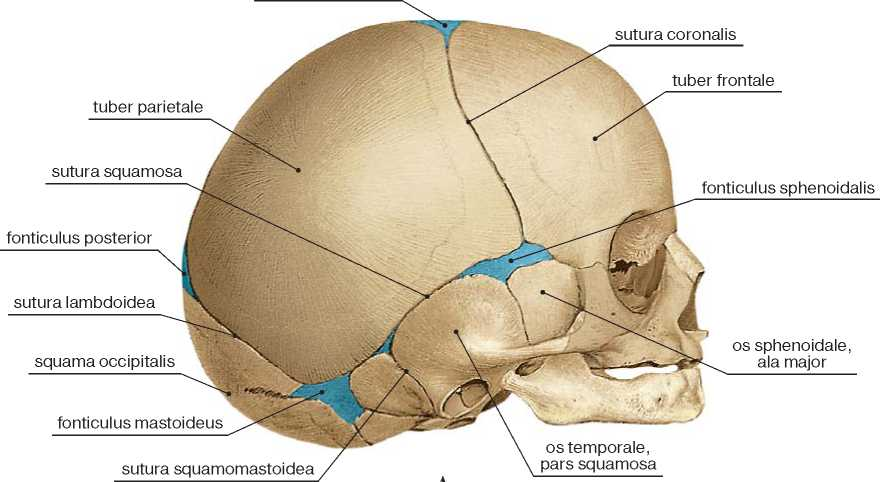 sutura coronalis
tuber frontale
tuber parietale
sutura squamosa
fonticulus sphenoidalis
fonticulus posterior
sutura lambdoidea
os sphenoidale,
ala major
squama occipitalis
fonticulus mastoideus
os temporale,
pars squamosa
sutura squamomastoidea